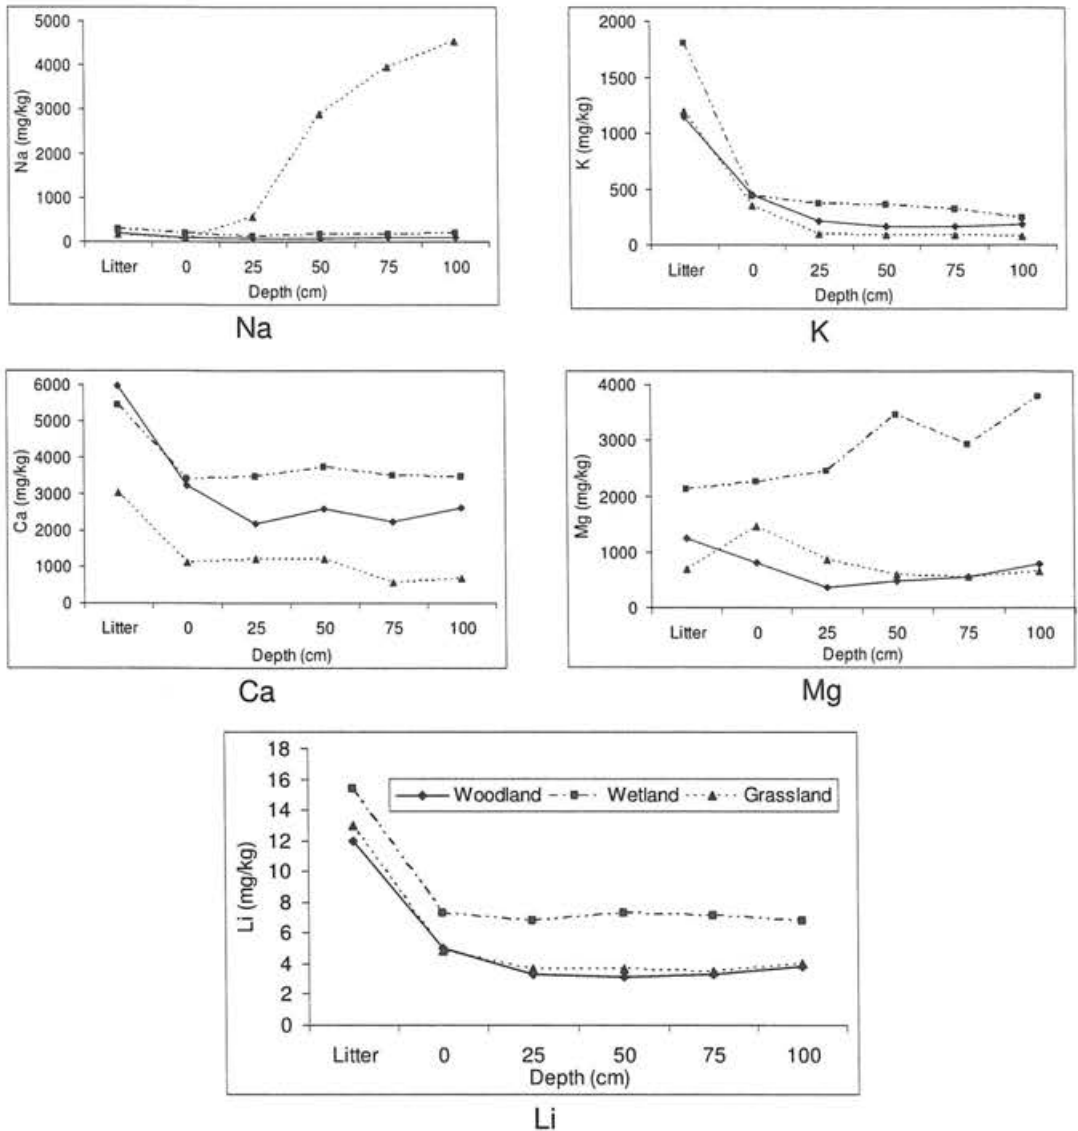 5000
4000
3000
2000
1000
0
Na (mg/kg)
Litter 0 25 50 75 100
Depth (cm)
Na
2000
1500
1000
500
0
K (mg/kg)
Litter 0 25 50 75 100
Depth (cm)
K
6000
5000
4000
3000
2000
1000
0
Ca (mg/kg)
Litter 0 25 50 75 100
Depth (cm)
Ca
4000
3000
2000
1000
0
Mg (mg/kg)
Litter 0 25 50 75 100
Depth (cm)
Mg
18
16
14
12
10
8
6
4
2
0
Li (mg/kg)
Woodland Wetland Grassland
Litter 0 25 50 75 100
Depth (cm)
Li